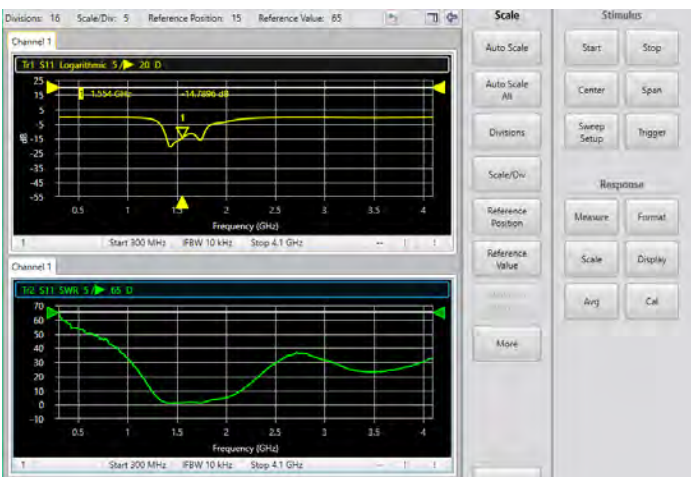 Divisions: 16 Scale/Div: 5 Reference Position: 15 Reference Value: 65
Channel 1
Tr1 S11 Logarithmic 5/ 20 D
25
15
5
-5
-15
-25
-35
-45
-55
dB
1 1.554 GHz -14.7896 dB
1
0.5 1 1.5 2 2.5 3 3.5 4
Frequency (GHz)
1 Start 300 MHz IFBW 10 kHz Stop 4.1 GHz -- ! !
Channel 1
Tr2 S11 SWR 5/ 65 D
70
60
50
40
30
20
10
0
-10
0.5 1 1.5 2 2.5 3 3.5 4
Frequency (GHz)
1 Start 300 MHz IFBW 10 kHz Stop 4.1 GHz -- ! !
Scale
Auto Scale
Auto Scale
All
Divisions
Scale/Div
Reference
Position
Reference
Value
More
Stimulus
Start Stop
Center Span
Sweep
Setup
Trigger
Response
Measure Format
Scale Display
Avg Cal